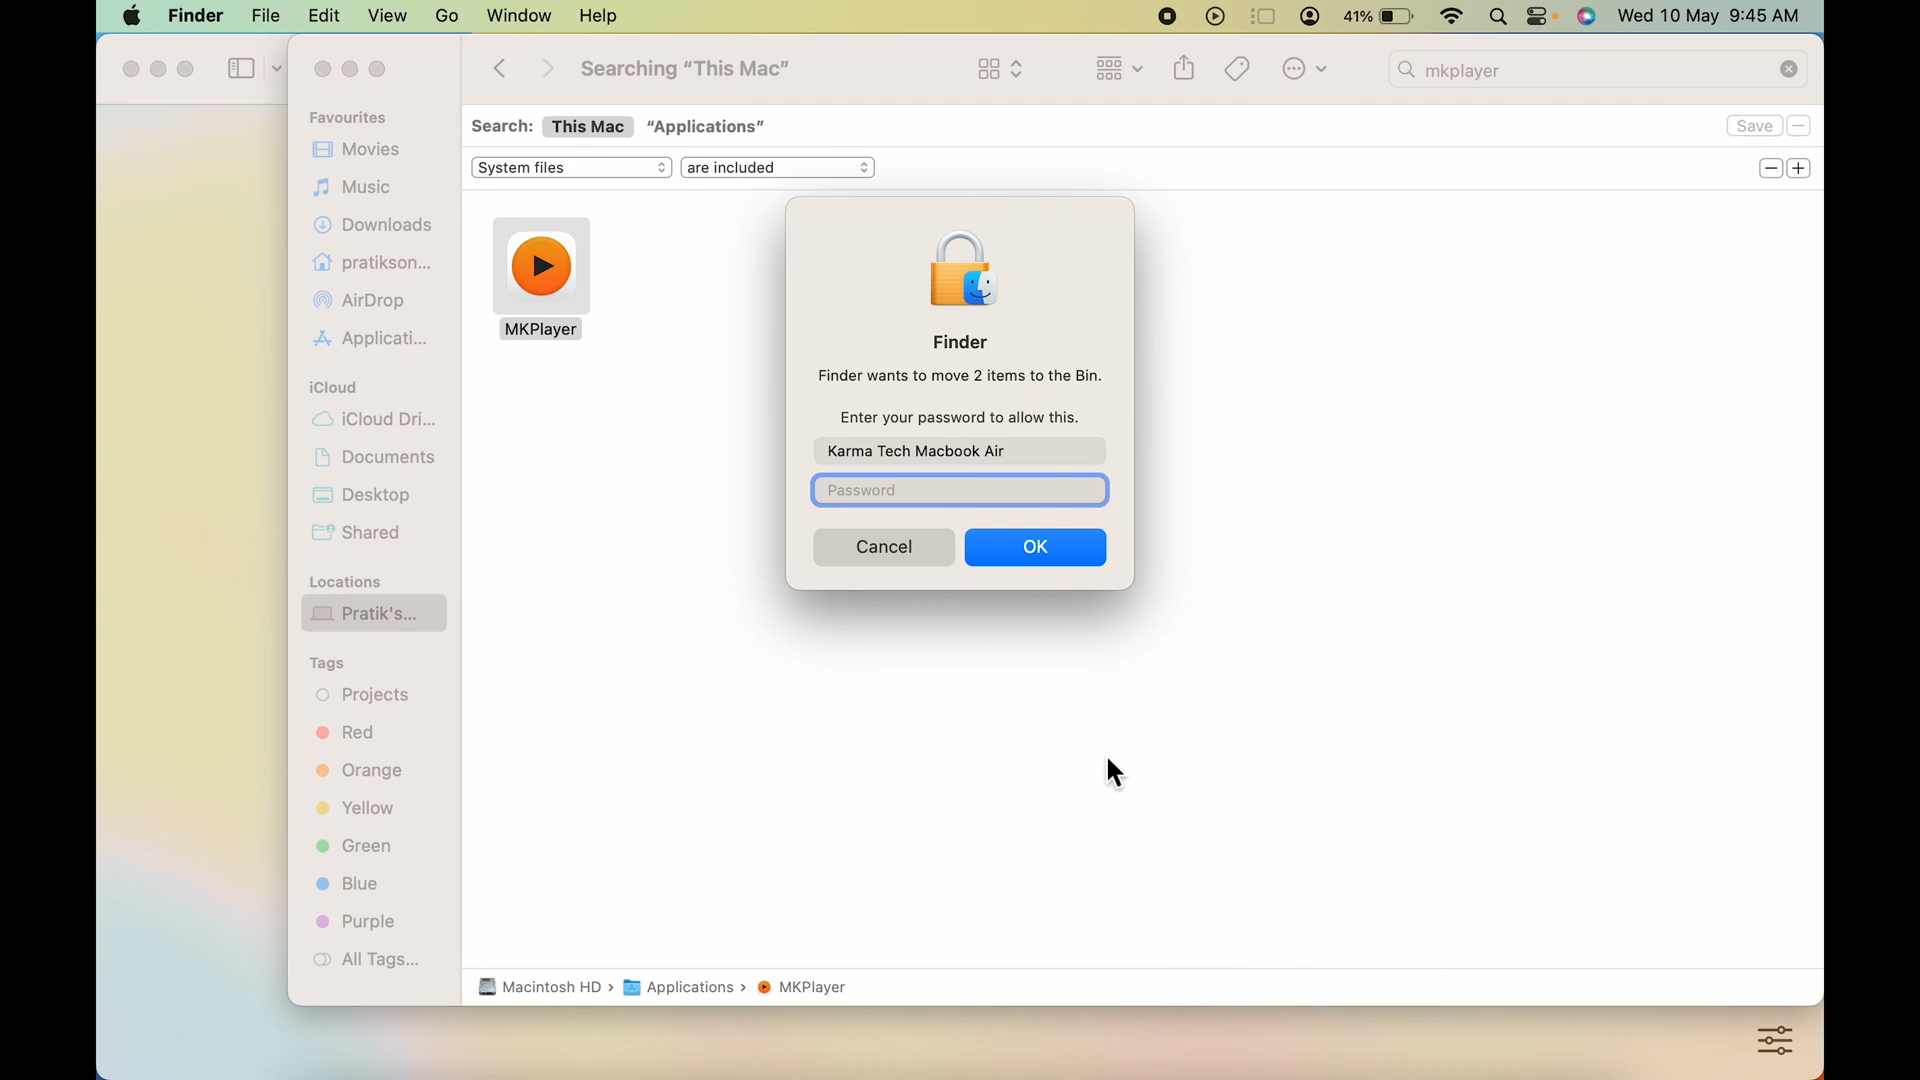 Finder File Edit View Go Window Help 41% Wed 10 May 9:45 AM
Searching “This Mac”
mkplayer
Search: This Mac “Applications” Save
System files are included
Favourites
Movies
Music
Downloads
pratikson...
AirDrop
Applicati...
iCloud
iCloud Dri...
Documents
Desktop
Shared
Locations
Pratik's...
Tags
Projects
Red
Orange
Yellow
Green
Blue
Purple
All Tags...
MKPlayer
Finder
Finder wants to move 2 items to the Bin.
Enter your password to allow this.
Karma Tech Macbook Air
Password
Cancel OK
Macintosh HD › Applications › MKPlayer